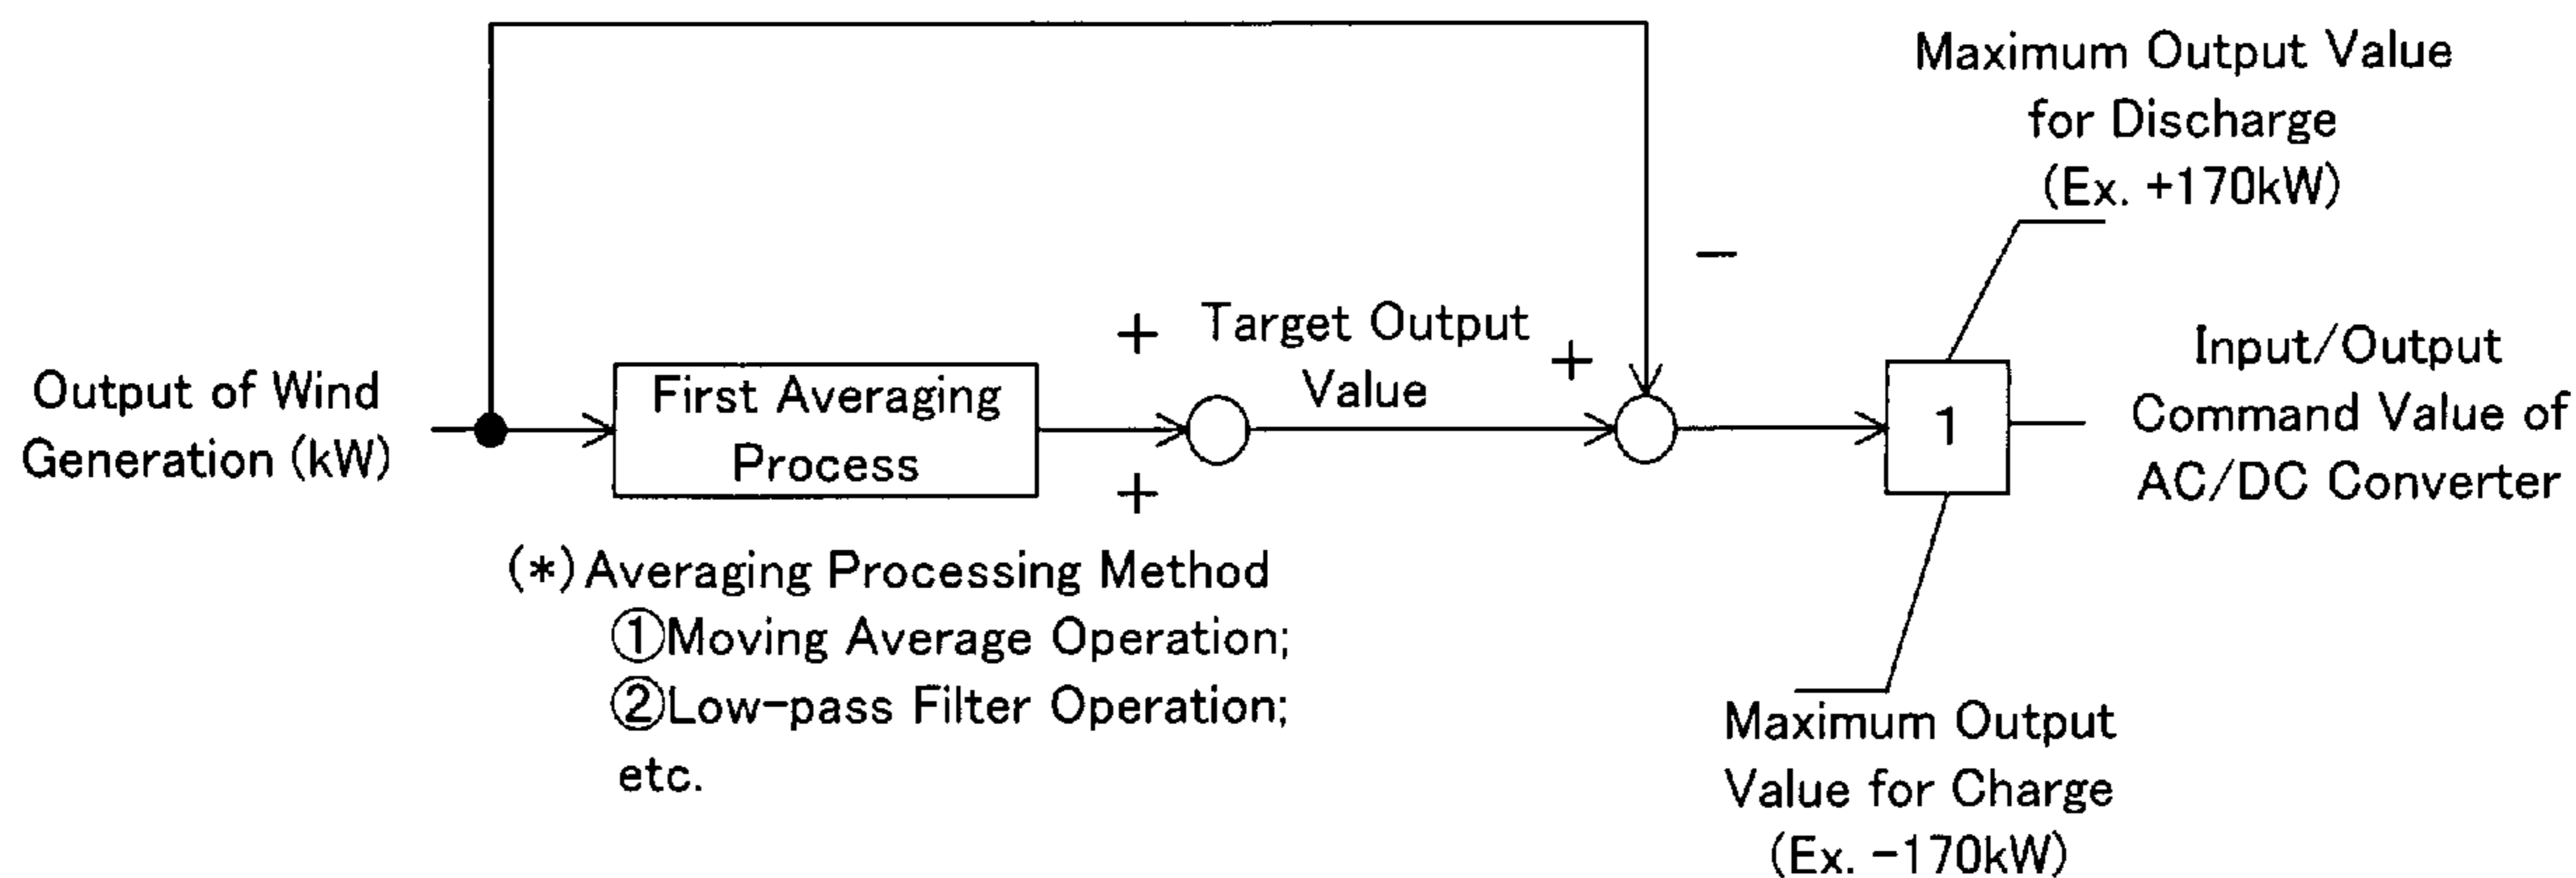 Maximum Output Value
for Discharge
(Ex. +170kW)
−
+
Target Output
Value
+
Input/Output
Command Value of
AC/DC Converter
Output of Wind
Generation (kW)
First Averaging
Process
1
+
(*) Averaging Processing Method
①Moving Average Operation;
②Low-pass Filter Operation;
etc.
Maximum Output
Value for Charge
(Ex. −170kW)